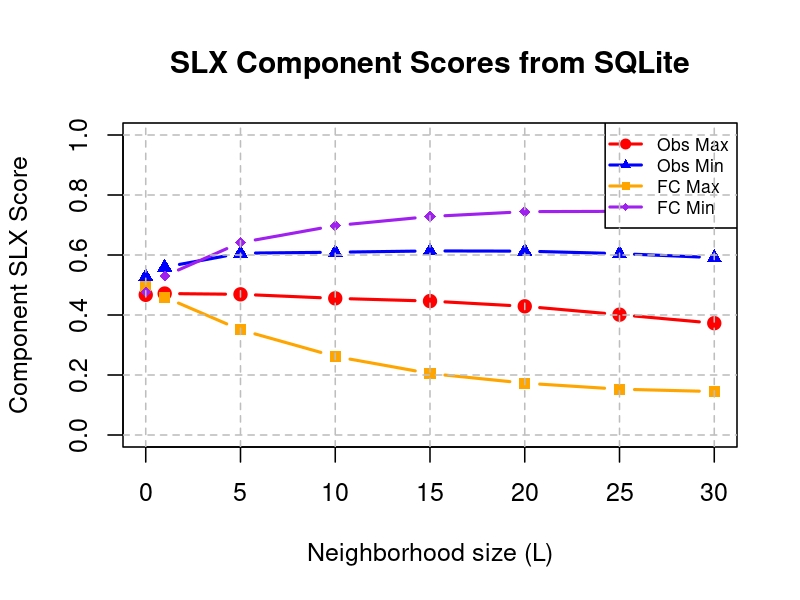 SLX Component Scores from SQLite
Component SLX Score
1.0
0.8
0.6
0.4
0.2
0.0
Obs Max
Obs Min
FC Max
FC Min
0 5 10 15 20 25 30
Neighborhood size (L)